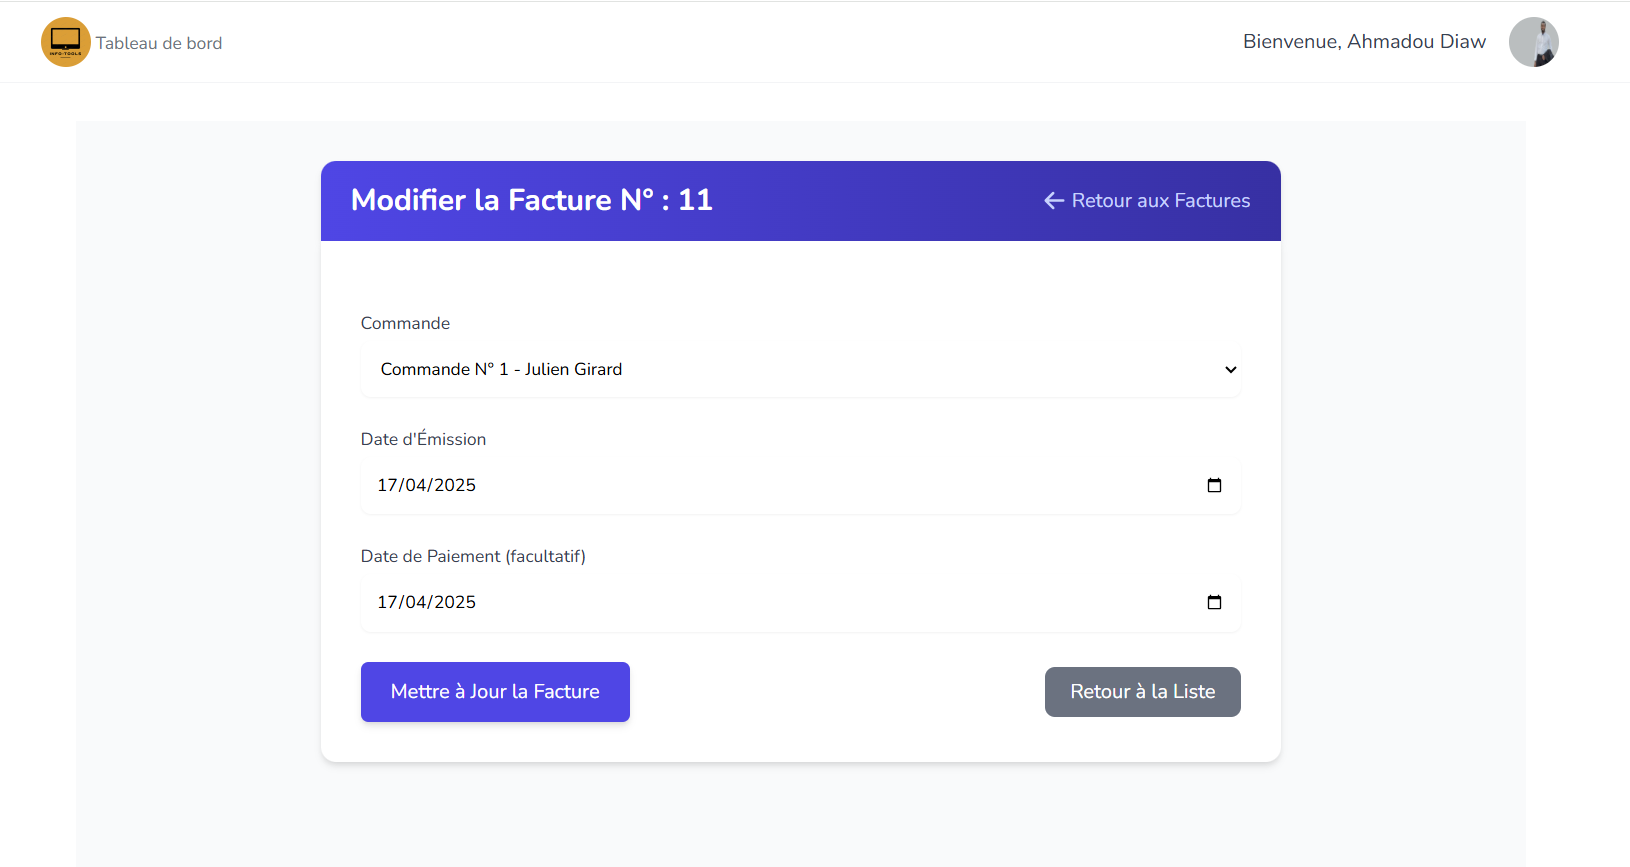 INFO-TOOLS
Tableau de bord
Bienvenue, Ahmadou Diaw
Modifier la Facture N° : 11
← Retour aux Factures
Commande
Commande N° 1 - Julien Girard
Date d'Émission
17/04/2025
Date de Paiement (facultatif)
17/04/2025
Mettre à Jour la Facture
Retour à la Liste